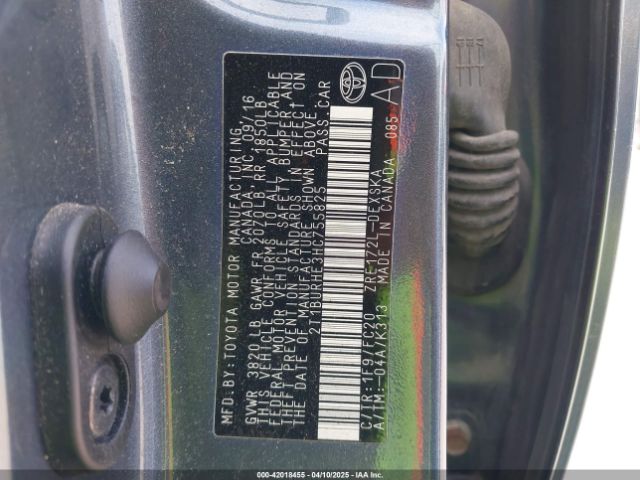 MFD. BY: TOYOTA MOTOR MANUFACTURING
CANADA, INC. 09/16
GVWR 3820LB GAWR FR 2070LB RR 1850LB
THIS VEHICLE CONFORMS TO ALL APPLICABLE
FEDERAL MOTOR VEHICLE SAFETY, BUMPER AND
THEFT PREVENTION STANDARDS IN EFFECT ON
THE DATE OF MANUFACTURE SHOWN ABOVE.
2T1BURHE3HC755825 PASS.CAR
C/TR:1F9/FC20 ZRE172L-DEXSKA
A/TM:-04A/K313 MADE IN CANADA 085
AD
000-42018455 - 04/10/2025 - IAA, Inc.